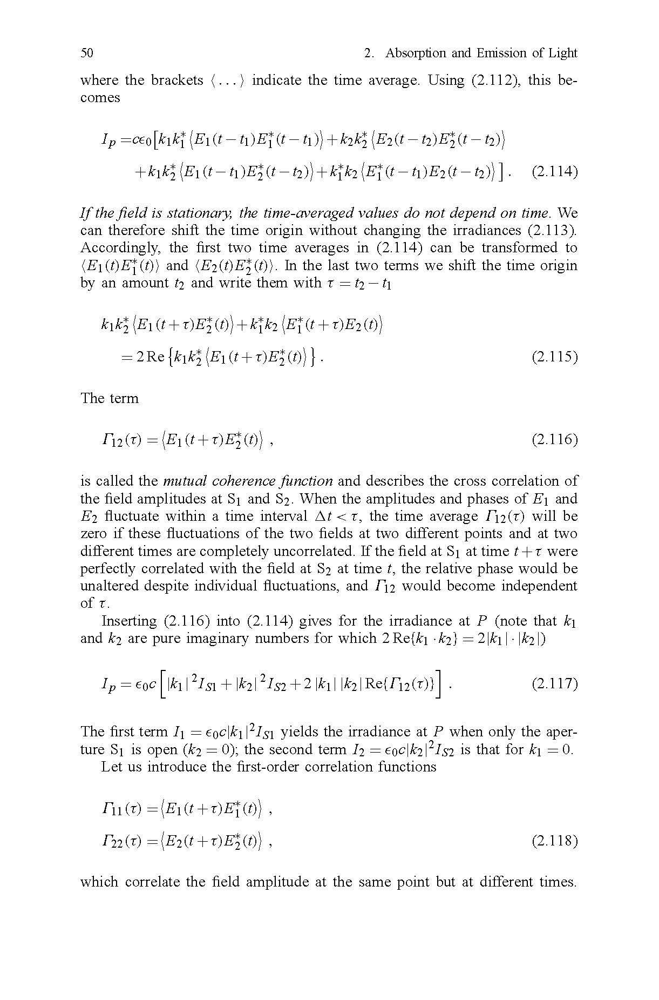 50 2. Absorption and Emission of Light
where the brackets ⟨...⟩ indicate the time average. Using (2.112), this be-
comes
I_p = cϵ_0[k_1k_1^*⟨E_1(t − t_1)E_1^*(t − t_1)⟩ + k_2k_2^*⟨E_2(t − t_2)E_2^*(t − t_2)⟩
+ k_1k_2^*⟨E_1(t − t_1)E_2^*(t − t_2)⟩ + k_1^*k_2⟨E_1^*(t − t_1)E_2(t − t_2)⟩]. (2.114)
If the field is stationary, the time-averaged values do not depend on time. We
can therefore shift the time origin without changing the irradiances (2.113).
Accordingly, the first two time averages in (2.114) can be transformed to
⟨E_1(t)E_1^*(t)⟩ and ⟨E_2(t)E_2^*(t)⟩. In the last two terms we shift the time origin
by an amount t_2 and write them with τ = t_2 − t_1
k_1k_2^*⟨E_1(t + τ)E_2^*(t)⟩ + k_1^*k_2⟨E_1^*(t + τ)E_2(t)⟩
= 2 Re{k_1k_2^*⟨E_1(t + τ)E_2^*(t)⟩}. (2.115)
The term
Γ_12(τ) = ⟨E_1(t + τ)E_2^*(t)⟩ , (2.116)
is called the mutual coherence function and describes the cross correlation of
the field amplitudes at S_1 and S_2. When the amplitudes and phases of E_1 and
E_2 fluctuate within a time interval Δt < τ, the time average Γ_12(τ) will be
zero if these fluctuations of the two fields at two different points and at two
different times are completely uncorrelated. If the field at S_1 at time t + τ were
perfectly correlated with the field at S_2 at time t, the relative phase would be
unaltered despite individual fluctuations, and Γ_12 would become independent
of τ.
Inserting (2.116) into (2.114) gives for the irradiance at P (note that k_1
and k_2 are pure imaginary numbers for which 2 Re{k_1 · k_2} = 2|k_1| · |k_2|)
I_p = ϵ_0c[|k_1|^2I_S1 + |k_2|^2I_S2 + 2|k_1||k_2|Re{Γ_12(τ)}] . (2.117)
The first term I_1 = ϵ_0c|k_1|^2I_S1 yields the irradiance at P when only the aper-
ture S_1 is open (k_2 = 0); the second term I_2 = ϵ_0c|k_2|^2I_S2 is that for k_1 = 0.
Let us introduce the first-order correlation functions
Γ_11(τ) = ⟨E_1(t + τ)E_1^*(t)⟩ ,
Γ_22(τ) = ⟨E_2(t + τ)E_2^*(t)⟩ , (2.118)
which correlate the field amplitude at the same point but at different times.